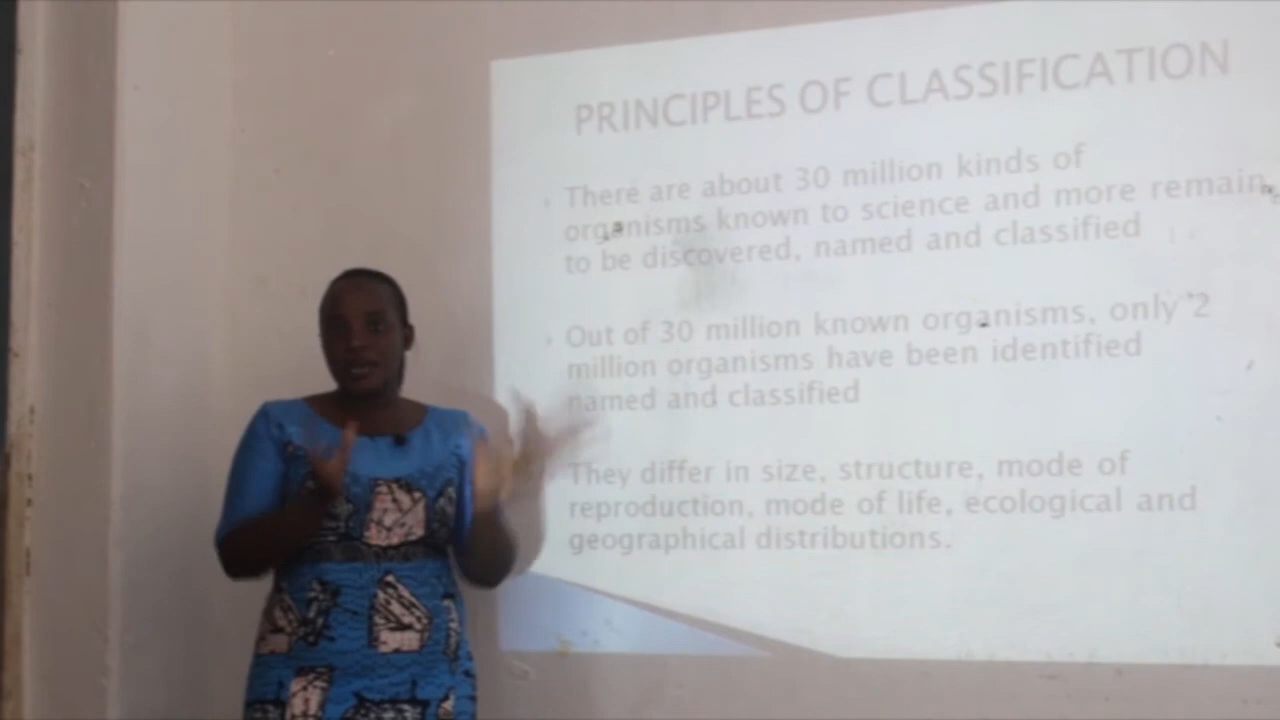 PRINCIPLES OF CLASSIFICATION
There are about 30 million kinds of
organisms known to science and more remain
to be discovered, named and classified
Out of 30 million known organisms, only 2
million organisms have been identified
named and classified
They differ in size, structure, mode of
reproduction, mode of life, ecological and
geographical distributions.